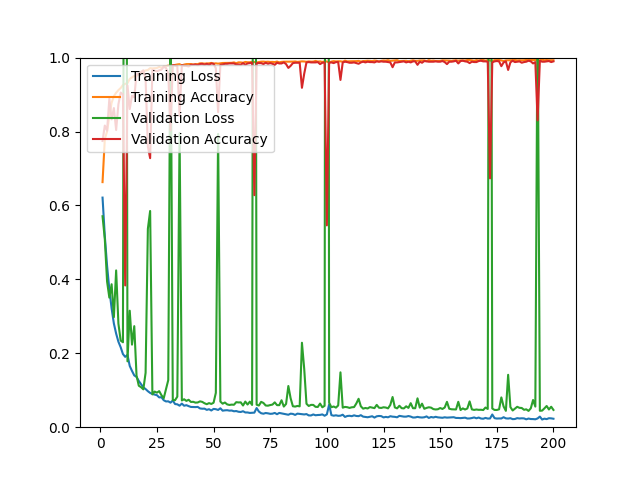 1.0
0.8
0.6
0.4
0.2
0.0
Training Loss
Training Accuracy
Validation Loss
Validation Accuracy
0 25 50 75 100 125 150 175 200